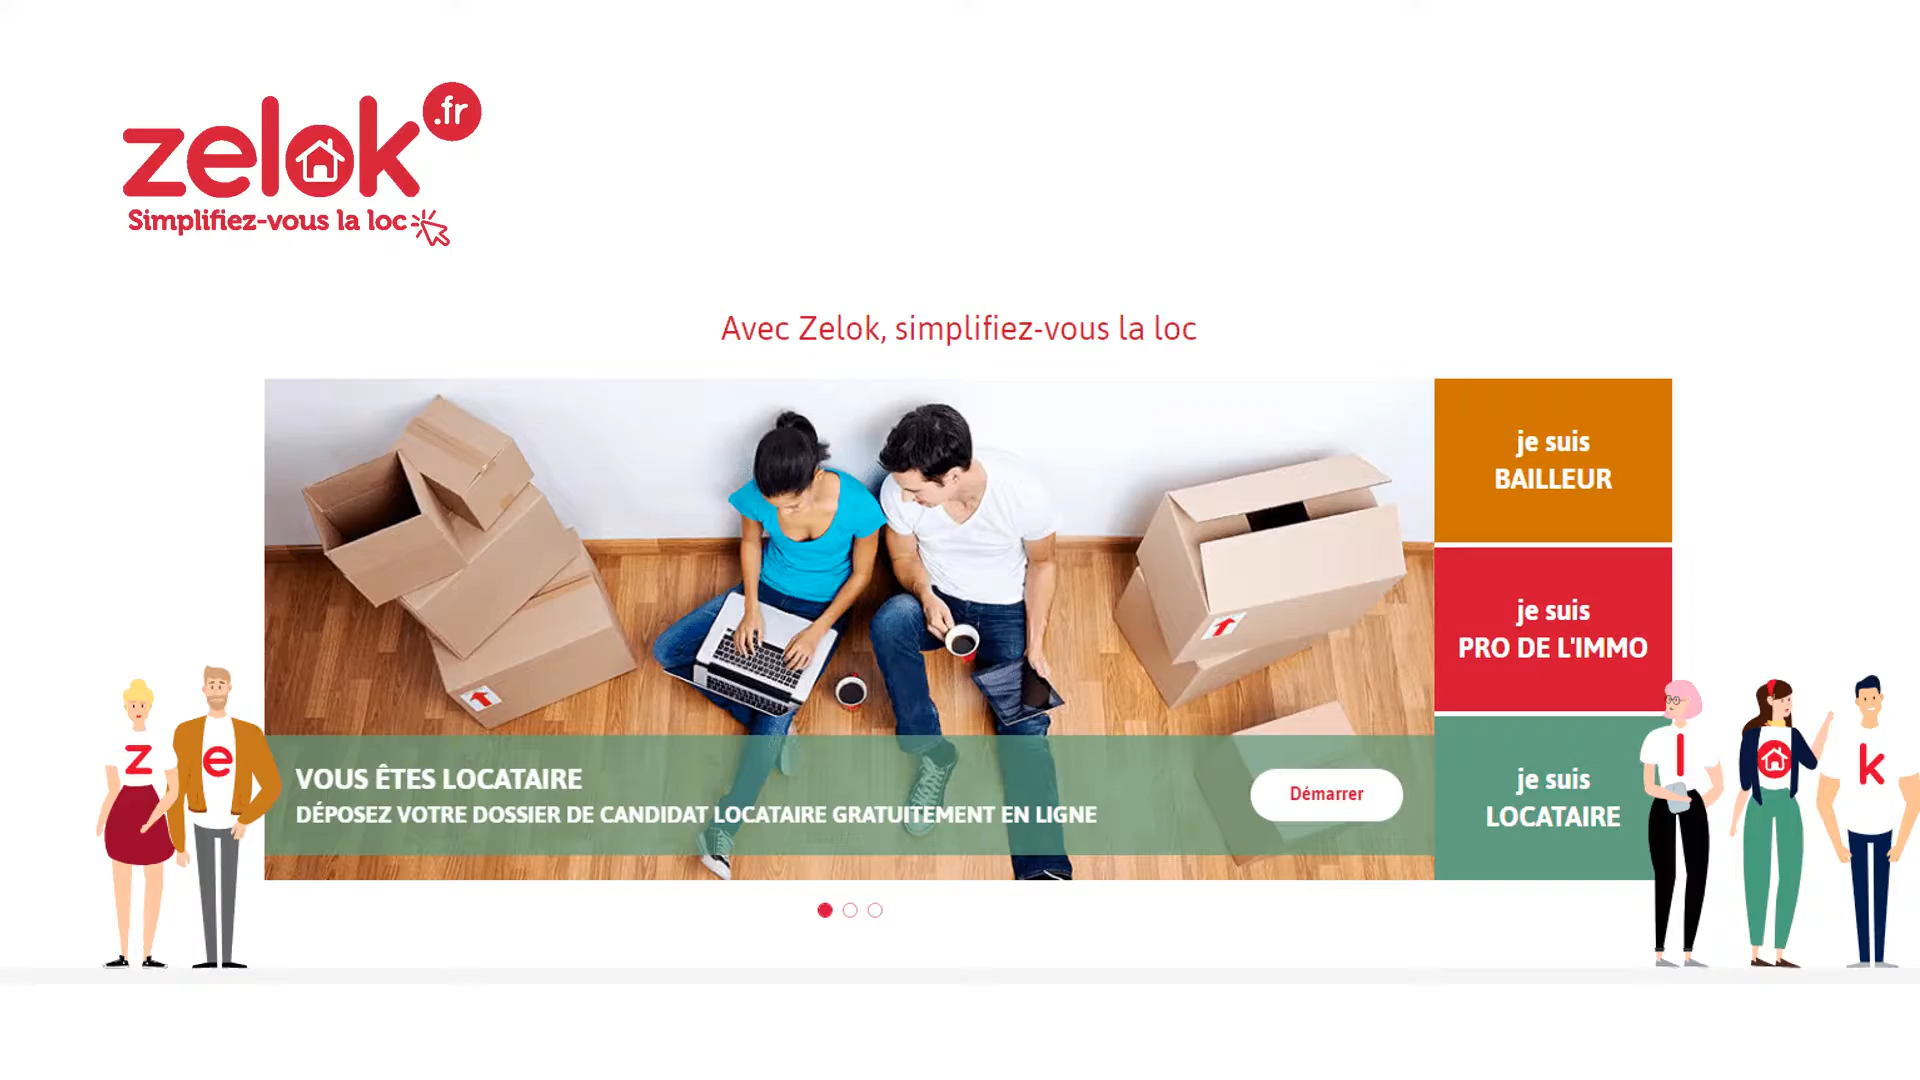 zelok .fr
Simplifiez-vous la loc
Avec Zelok, simplifiez-vous la loc
je suis
BAILLEUR
je suis
PRO DE L'IMMO
je suis
LOCATAIRE
VOUS ÊTES LOCATAIRE
DÉPOSEZ VOTRE DOSSIER DE CANDIDAT LOCATAIRE GRATUITEMENT EN LIGNE
Démarrer
z e l k